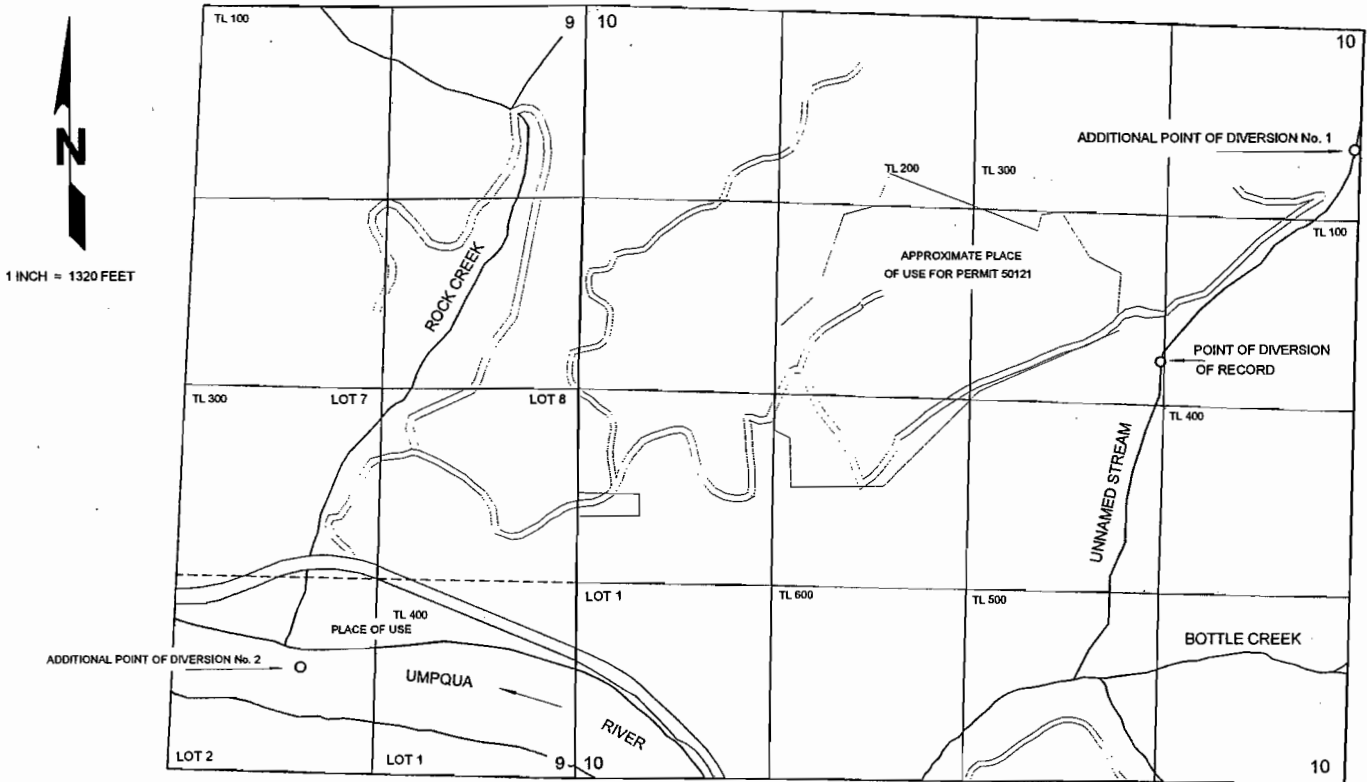 TL 100
9
10
10
N
1 INCH = 1320 FEET
ADDITIONAL POINT OF DIVERSION No. 1
TL 200
TL 300
TL 100
APPROXIMATE PLACE
OF USE FOR PERMIT 50121
ROCK CREEK
POINT OF DIVERSION
OF RECORD
TL 300
LOT 7
LOT 8
TL 400
UNNAMED STREAM
LOT 1
TL 600
TL 500
TL 400
PLACE OF USE
BOTTLE CREEK
ADDITIONAL POINT OF DIVERSION No. 2
UMPQUA
RIVER
LOT 2
LOT 1
9
10
10